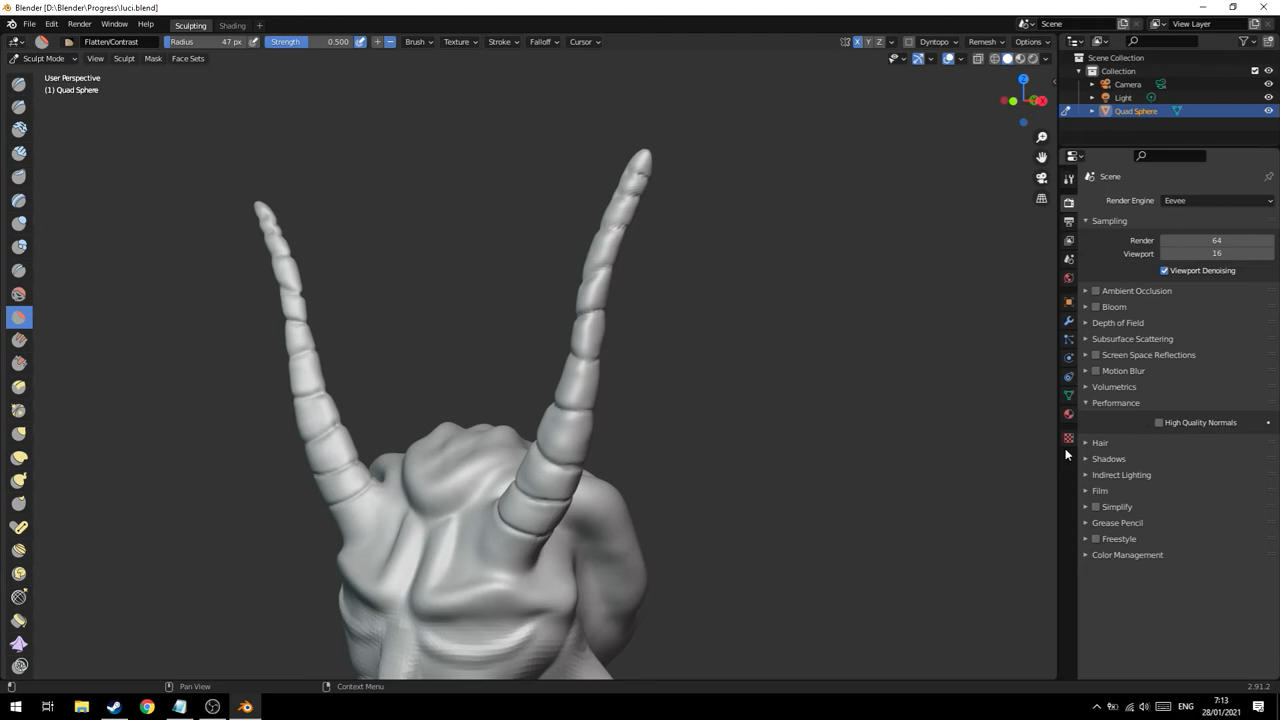 Blender [D:\Blender\Progress\luci.blend]
File Edit Render Window Help Sculpting Shading + Scene View Layer
Flatten/Contrast Radius 47 px Strength 0.500 Brush Texture Stroke Falloff Cursor X Y Z Dyntopo Remesh Options
Sculpt Mode View Sculpt Mask Face Sets
User Perspective
(1) Quad Sphere
Z
X
Scene Collection
Collection
Camera
Light
Quad Sphere
Scene
Render Engine Eevee
Sampling
Render 64
Viewport 16
Viewport Denoising
Ambient Occlusion
Bloom
Depth of Field
Subsurface Scattering
Screen Space Reflections
Motion Blur
Volumetrics
Performance
High Quality Normals
Hair
Shadows
Indirect Lighting
Film
Simplify
Grease Pencil
Freestyle
Color Management
Pan View Context Menu 2.91.2
ENG 7:13
28/01/2021